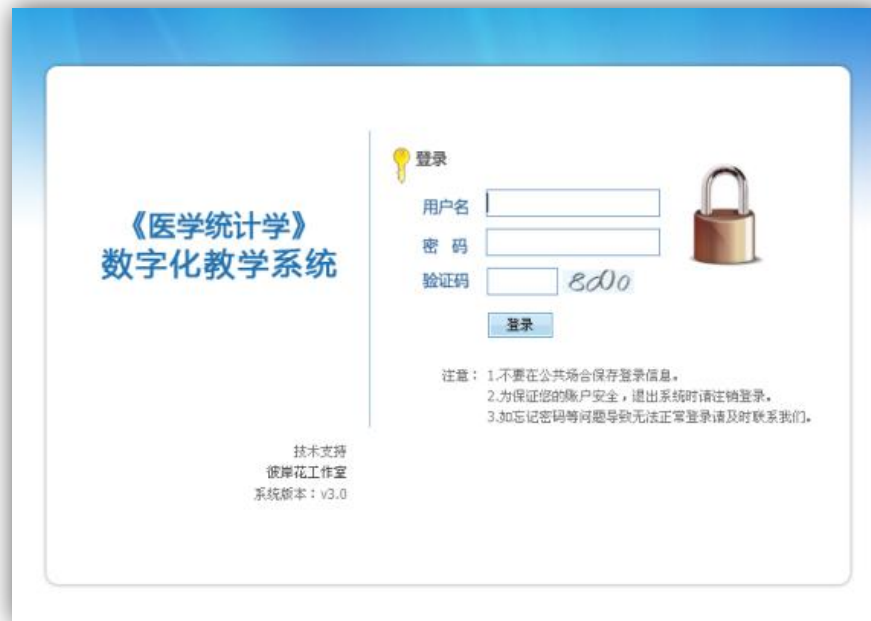 《医学统计学》
数字化教学系统
技术支持
彼岸花工作室
系统版本：v3.0
登录
用户名
密 码
验证码
登录
注意：1.不要在公共场合保存登录信息。
2.为保证您的账户安全，退出系统时请注销登录。
3.如忘记密码等问题导致无法正常登录请及时联系我们。